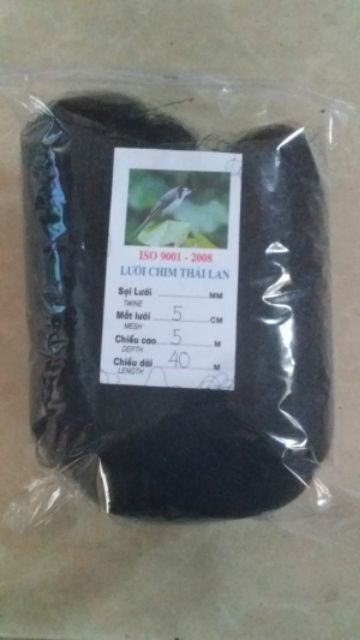 ISO 9001 - 2008
LƯỚI CHIM THÁI LAN
Sợi Lưới MM
TWINE
Mắt lưới 5 CM
MESH
Chiều cao 5 M
DEPTH
Chiều dài 40 M
LENGTH